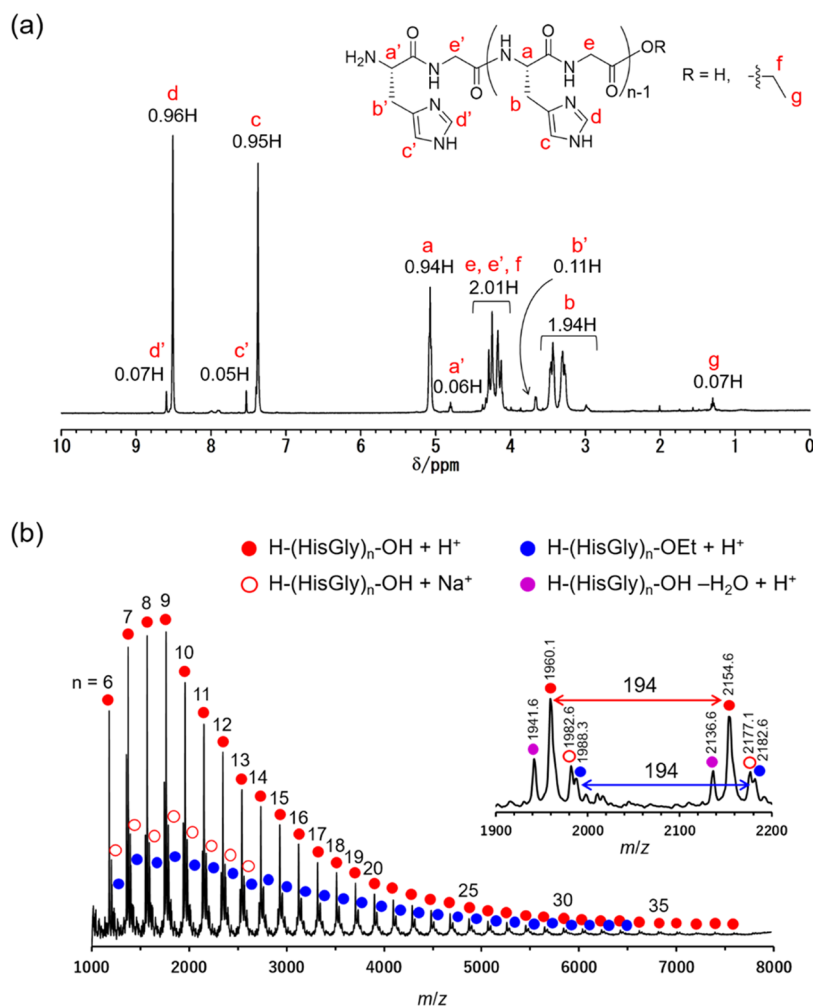 (a)
d
0.96H
c
0.95H
d'
0.07H
c'
0.05H
a
0.94H
a'
0.06H
e, e', f
2.01H
b'
0.11H
b
1.94H
g
0.07H
H2N
a'
O
e'
NH
O
H
N
a
O
NH
e
O
OR
n-1
b'
N
d'
NH
c'
b
N
d
NH
c
R = H,
f
g
10 9 8 7 6 5 4 3 2 1 0
δ/ppm
(b)
H-(HisGly)n-OH + H+
H-(HisGly)n-OEt + H+
H-(HisGly)n-OH + Na+
H-(HisGly)n-OH –H2O + H+
n = 6
7
8
9
10
11
12
13
14
15
16
17
18
19
20
25
30
35
1941.6
1960.1
1982.6
1988.3
2136.6
2154.6
2177.1
2182.6
194
194
1900 2000 2100 2200
m/z
1000 2000 3000 4000 5000 6000 7000 8000
m/z